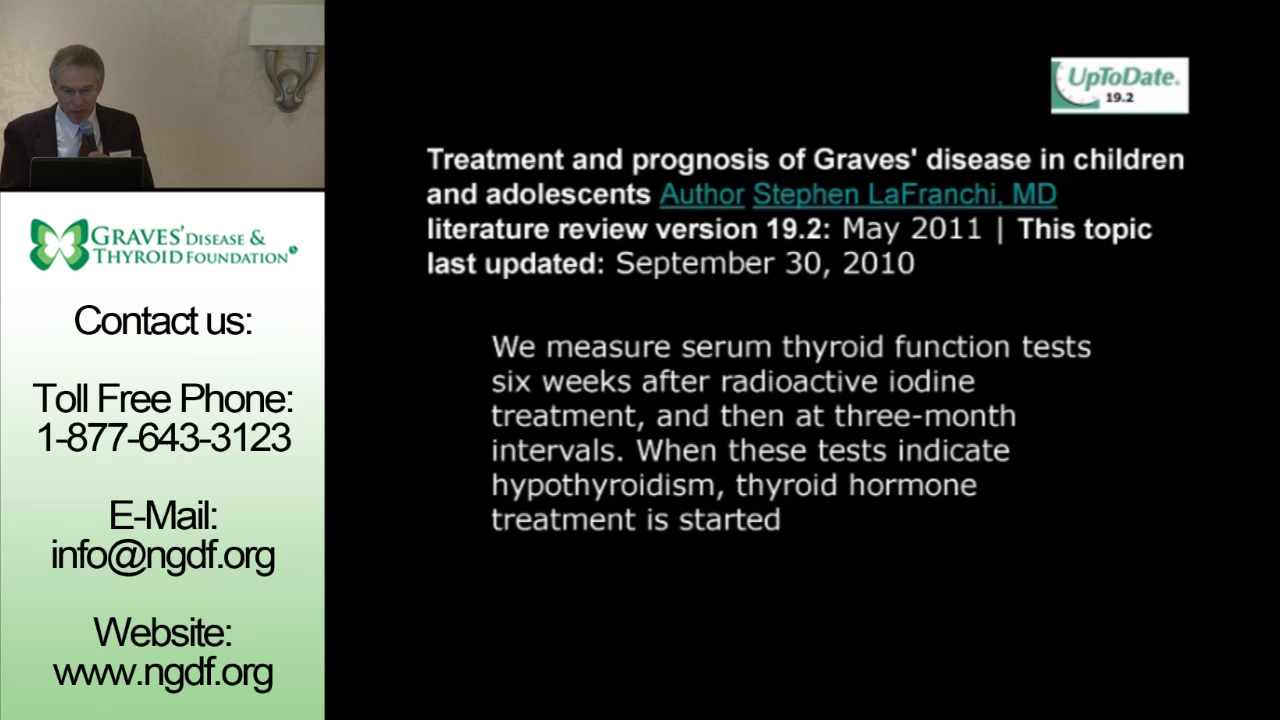 GRAVES' DISEASE &
THYROID FOUNDATION
Contact us:
Toll Free Phone:
1-877-643-3123
E-Mail:
info@ngdf.org
Website:
www.ngdf.org
UpToDate.
19.2
Treatment and prognosis of Graves' disease in children
and adolescents Author Stephen LaFranchi, MD
literature review version 19.2: May 2011 | This topic
last updated: September 30, 2010
We measure serum thyroid function tests
six weeks after radioactive iodine
treatment, and then at three-month
intervals. When these tests indicate
hypothyroidism, thyroid hormone
treatment is started